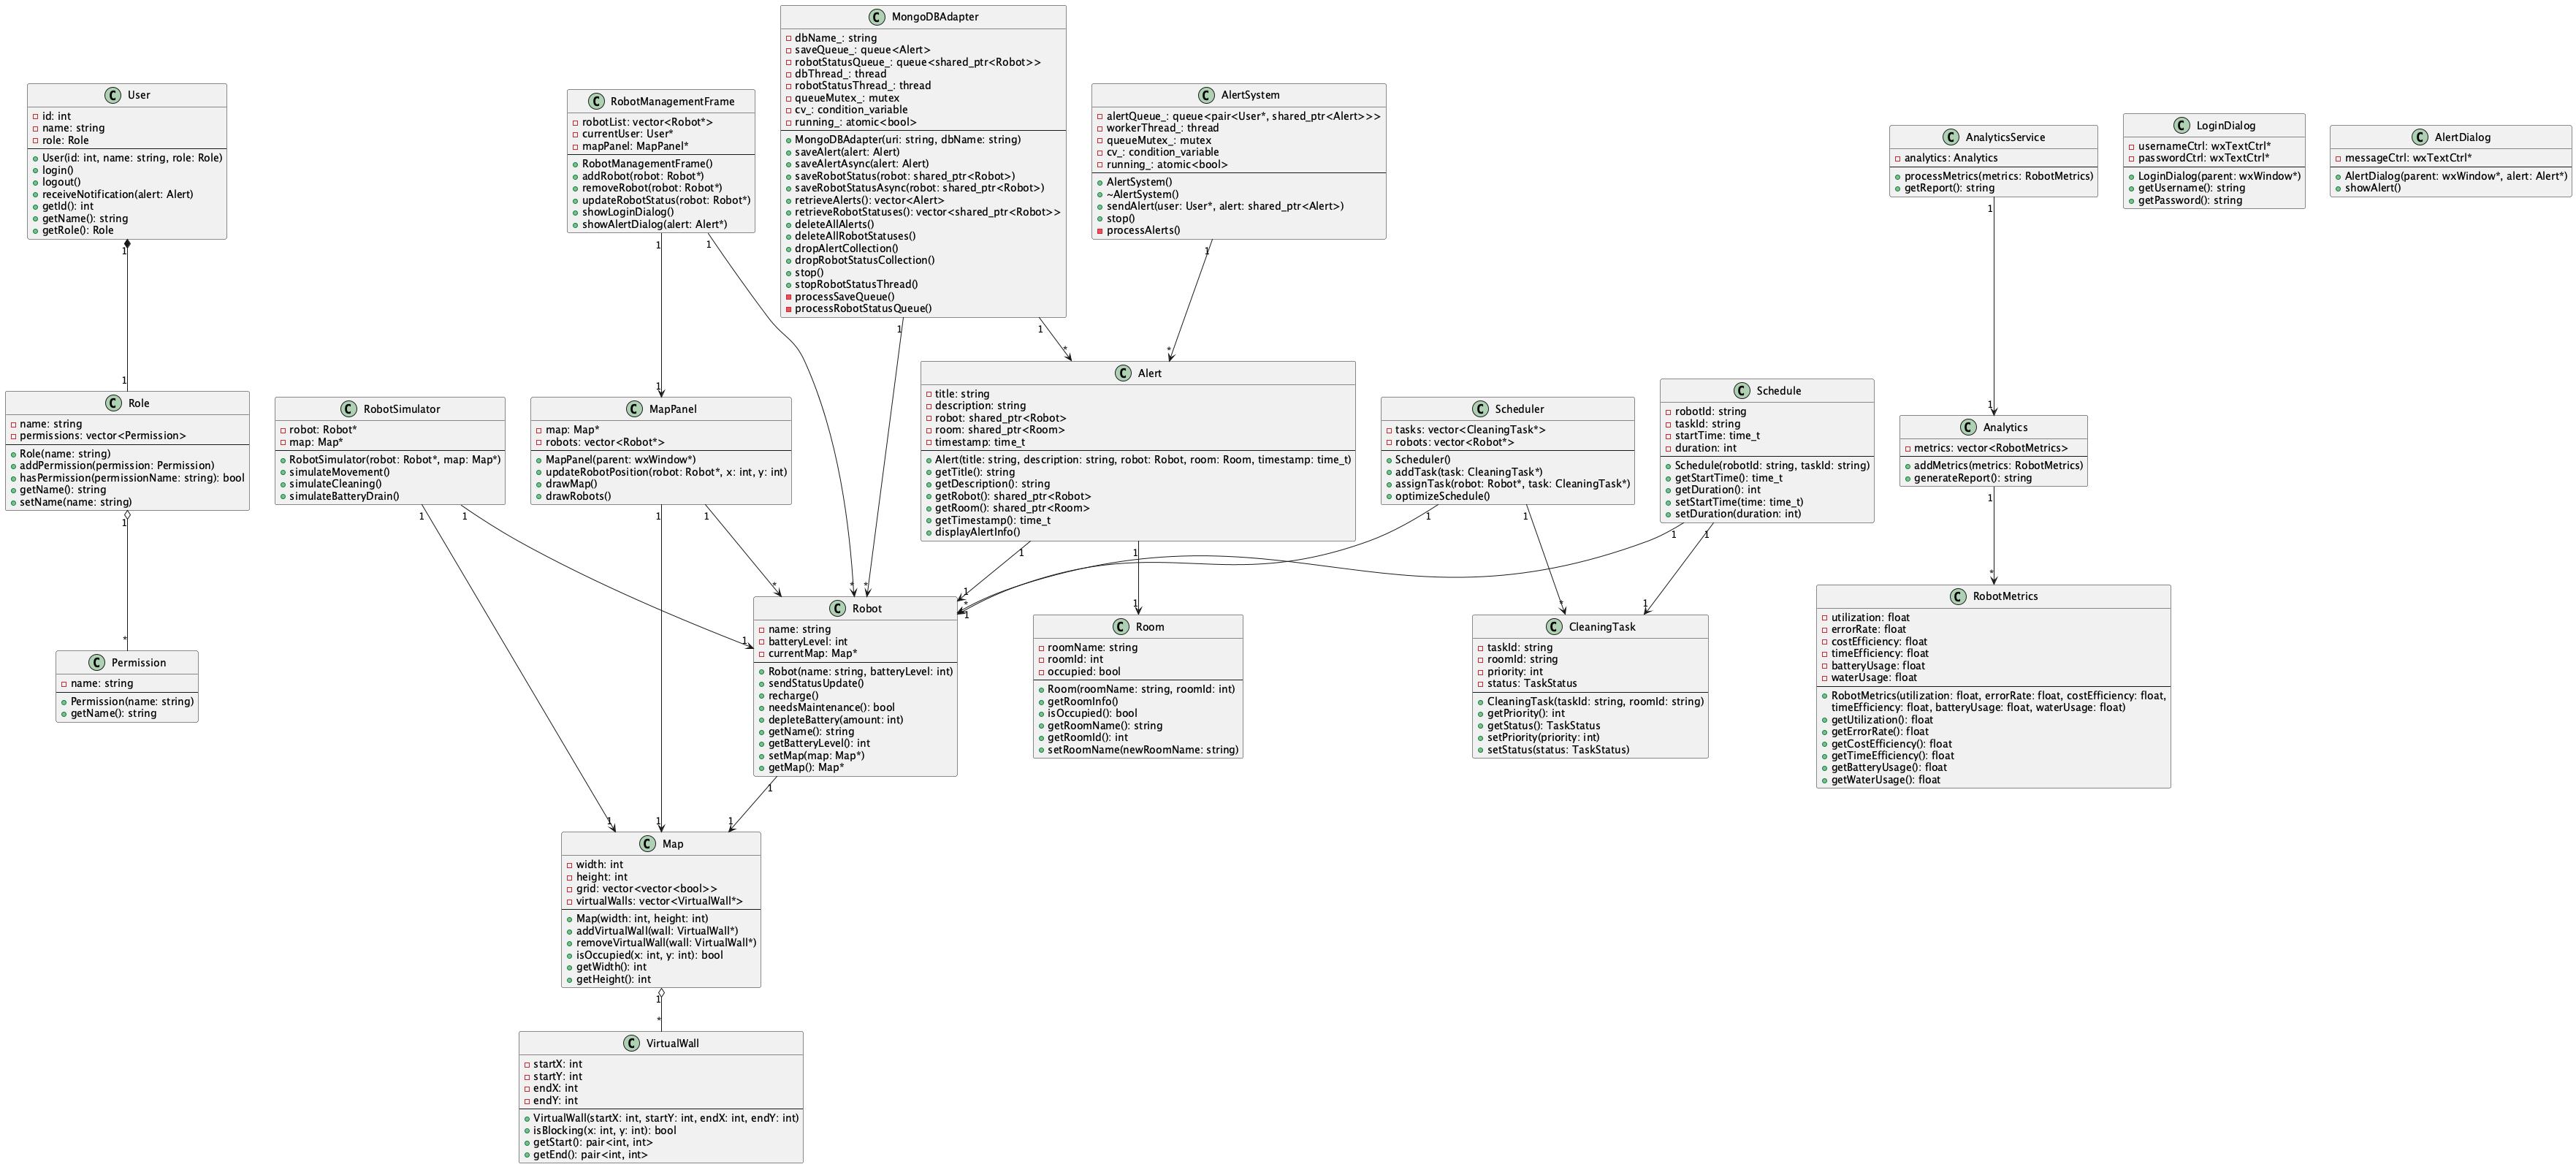 MongoDBAdapter
dbName_: string
saveQueue_: queue<Alert>
robotStatusQueue_: queue<shared_ptr<Robot>>
dbThread_: thread
robotStatusThread_: thread
queueMutex_: mutex
cv_: condition_variable
running_: atomic<bool>
MongoDBAdapter(uri: string, dbName: string)
saveAlert(alert: Alert)
saveAlertAsync(alert: Alert)
saveRobotStatus(robot: shared_ptr<Robot>)
saveRobotStatusAsync(robot: shared_ptr<Robot>)
retrieveAlerts(): vector<Alert>
retrieveRobotStatuses(): vector<shared_ptr<Robot>>
deleteAllAlerts()
deleteAllRobotStatuses()
dropAlertCollection()
dropRobotStatusCollection()
stop()
stopRobotStatusThread()
processSaveQueue()
processRobotStatusQueue()
User
id: int
name: string
role: Role
User(id: int, name: string, role: Role)
login()
logout()
receiveNotification(alert: Alert)
getId(): int
getName(): string
getRole(): Role
RobotManagementFrame
robotList: vector<Robot*>
currentUser: User*
mapPanel: MapPanel*
RobotManagementFrame()
addRobot(robot: Robot*)
removeRobot(robot: Robot*)
updateRobotStatus(robot: Robot*)
showLoginDialog()
showAlertDialog(alert: Alert*)
AlertSystem
alertQueue_: queue<pair<User*, shared_ptr<Alert>>>
workerThread_: thread
queueMutex_: mutex
cv_: condition_variable
running_: atomic<bool>
AlertSystem()
~AlertSystem()
sendAlert(user: User*, alert: shared_ptr<Alert>)
stop()
processAlerts()
AnalyticsService
analytics: Analytics
processMetrics(metrics: RobotMetrics)
getReport(): string
LoginDialog
usernameCtrl: wxTextCtrl*
passwordCtrl: wxTextCtrl*
LoginDialog(parent: wxWindow*)
getUsername(): string
getPassword(): string
AlertDialog
messageCtrl: wxTextCtrl*
AlertDialog(parent: wxWindow*, alert: Alert*)
showAlert()
1
1
1
1
1
1
1
1
1
*
*
1
1
Role
name: string
permissions: vector<Permission>
Role(name: string)
addPermission(permission: Permission)
hasPermission(permissionName: string): bool
getName(): string
setName(name: string)
RobotSimulator
robot: Robot*
map: Map*
RobotSimulator(robot: Robot*, map: Map*)
simulateMovement()
simulateCleaning()
simulateBatteryDrain()
MapPanel
map: Map*
robots: vector<Robot*>
MapPanel(parent: wxWindow*)
updateRobotPosition(robot: Robot*, x: int, y: int)
drawMap()
drawRobots()
Alert
title: string
description: string
robot: shared_ptr<Robot>
room: shared_ptr<Room>
timestamp: time_t
Alert(title: string, description: string, robot: Robot, room: Room, timestamp: time_t)
getTitle(): string
getDescription(): string
getRobot(): shared_ptr<Robot>
getRoom(): shared_ptr<Room>
getTimestamp(): time_t
displayAlertInfo()
Scheduler
tasks: vector<CleaningTask*>
robots: vector<Robot*>
Scheduler()
addTask(task: CleaningTask*)
assignTask(robot: Robot*, task: CleaningTask*)
optimizeSchedule()
Schedule
robotId: string
taskId: string
startTime: time_t
duration: int
Schedule(robotId: string, taskId: string)
getStartTime(): time_t
getDuration(): int
setStartTime(time: time_t)
setDuration(duration: int)
Analytics
metrics: vector<RobotMetrics>
addMetrics(metrics: RobotMetrics)
generateReport(): string
1
1
1
1
1
1
1
1
1
1
1
1
*
*
*
*
1
1
*
1
1
*
1
*
1
Permission
name: string
Permission(name: string)
getName(): string
Robot
name: string
batteryLevel: int
currentMap: Map*
Robot(name: string, batteryLevel: int)
sendStatusUpdate()
recharge()
needsMaintenance(): bool
depleteBattery(amount: int)
getName(): string
getBatteryLevel(): int
setMap(map: Map*)
getMap(): Map*
Room
roomName: string
roomId: int
occupied: bool
Room(roomName: string, roomId: int)
getRoomInfo()
isOccupied(): bool
getRoomName(): string
getRoomId(): int
setRoomName(newRoomName: string)
CleaningTask
taskId: string
roomId: string
priority: int
status: TaskStatus
CleaningTask(taskId: string, roomId: string)
getPriority(): int
getStatus(): TaskStatus
setPriority(priority: int)
setStatus(status: TaskStatus)
RobotMetrics
utilization: float
errorRate: float
costEfficiency: float
timeEfficiency: float
batteryUsage: float
waterUsage: float
RobotMetrics(utilization: float, errorRate: float, costEfficiency: float,
timeEfficiency: float, batteryUsage: float, waterUsage: float)
getUtilization(): float
getErrorRate(): float
getCostEfficiency(): float
getTimeEfficiency(): float
getBatteryUsage(): float
getWaterUsage(): float
1
1
1
1
Map
width: int
height: int
grid: vector<vector<bool>>
virtualWalls: vector<VirtualWall*>
Map(width: int, height: int)
addVirtualWall(wall: VirtualWall*)
removeVirtualWall(wall: VirtualWall*)
isOccupied(x: int, y: int): bool
getWidth(): int
getHeight(): int
1
*
VirtualWall
startX: int
startY: int
endX: int
endY: int
VirtualWall(startX: int, startY: int, endX: int, endY: int)
isBlocking(x: int, y: int): bool
getStart(): pair<int, int>
getEnd(): pair<int, int>